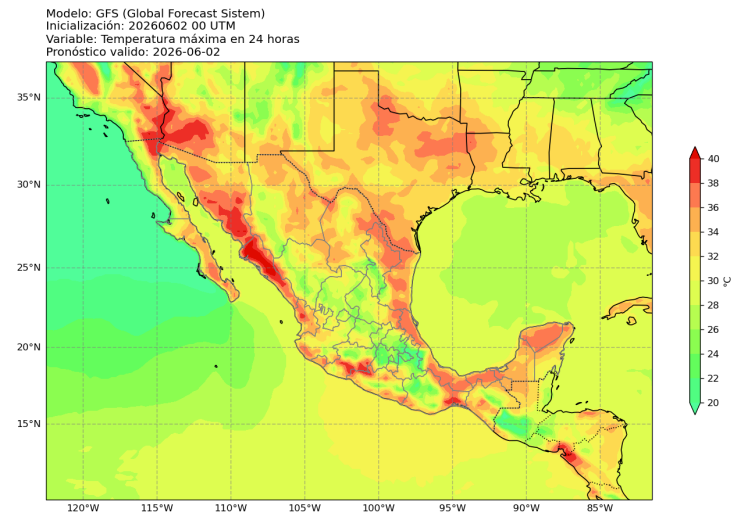 Modelo: GFS (Global Forecast Sistem)
Inicialización: 20260602 00 UTM
Variable: Temperatura máxima en 24 horas
Pronóstico valido: 2026-06-02
35°N
30°N
25°N
20°N
15°N
120°W 115°W 110°W 105°W 100°W 95°W 90°W 85°W
40
38
36
34
32
30
28
26
24
22
20
°C